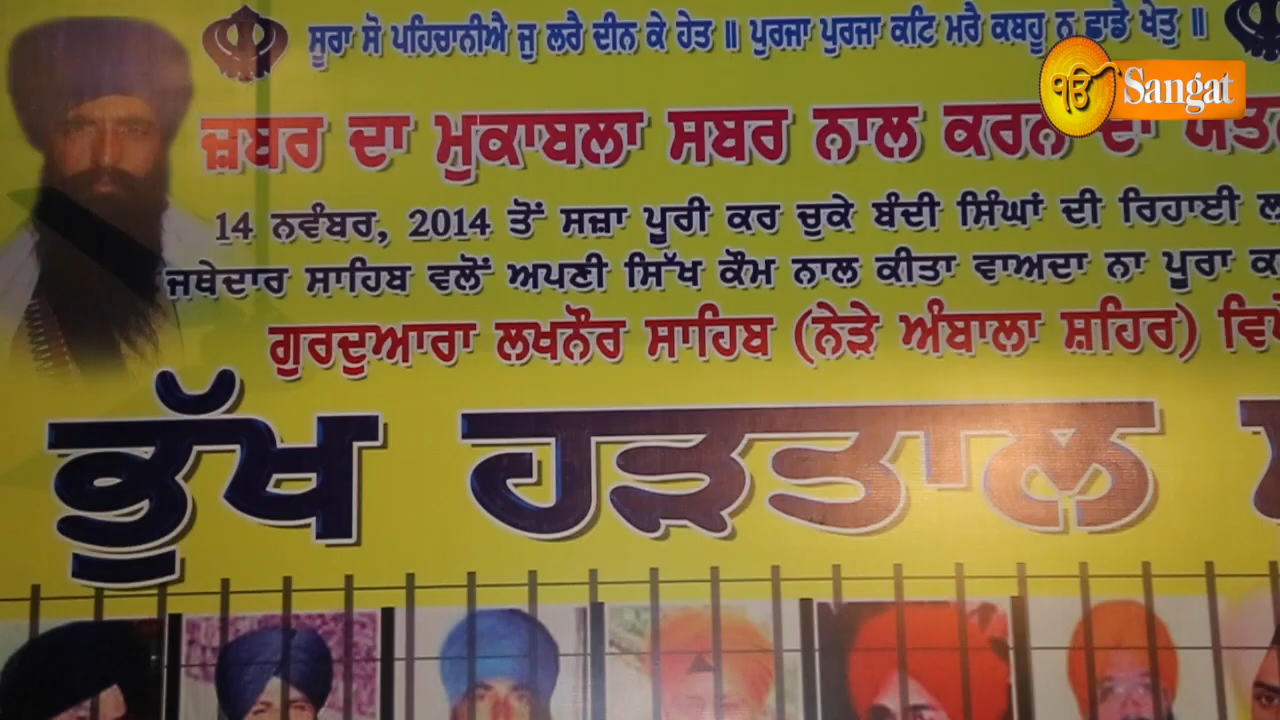 ਸੂਰਾ ਸੋ ਪਹਿਚਾਨੀਐ ਜੁ ਲਰੈ ਦੀਨ ਕੇ ਹੇਤ ॥ ਪੁਰਜਾ ਪੁਰਜਾ ਕਟਿ ਮਰੈ ਕਬਹੂ ਨ ਛਾਡੈ ਖੇਤੁ ॥
ੴ Sangat
ਜ਼ਬਰ ਦਾ ਮੁਕਾਬਲਾ ਸਬਰ ਨਾਲ ਕਰਨ ਦਾ
14 ਨਵੰਬਰ, 2014 ਤੋਂ ਸਜ਼ਾ ਪੂਰੀ ਕਰ ਚੁਕੇ ਬੰਦੀ ਸਿੰਘਾਂ ਦੀ ਰਿਹਾਈ
ਜਥੇਦਾਰ ਸਾਹਿਬ ਵਲੋਂ ਅਪਣੀ ਸਿੱਖ ਕੌਮ ਨਾਲ ਕੀਤਾ ਵਾਅਦਾ ਨਾ ਪੂਰਾ
ਗੁਰਦੁਆਰਾ ਲਖਨੌਰ ਸਾਹਿਬ (ਨੇੜੇ ਅੰਬਾਲਾ ਸ਼ਹਿਰ)
ਭੁੱਖ ਹੜਤਾਲ